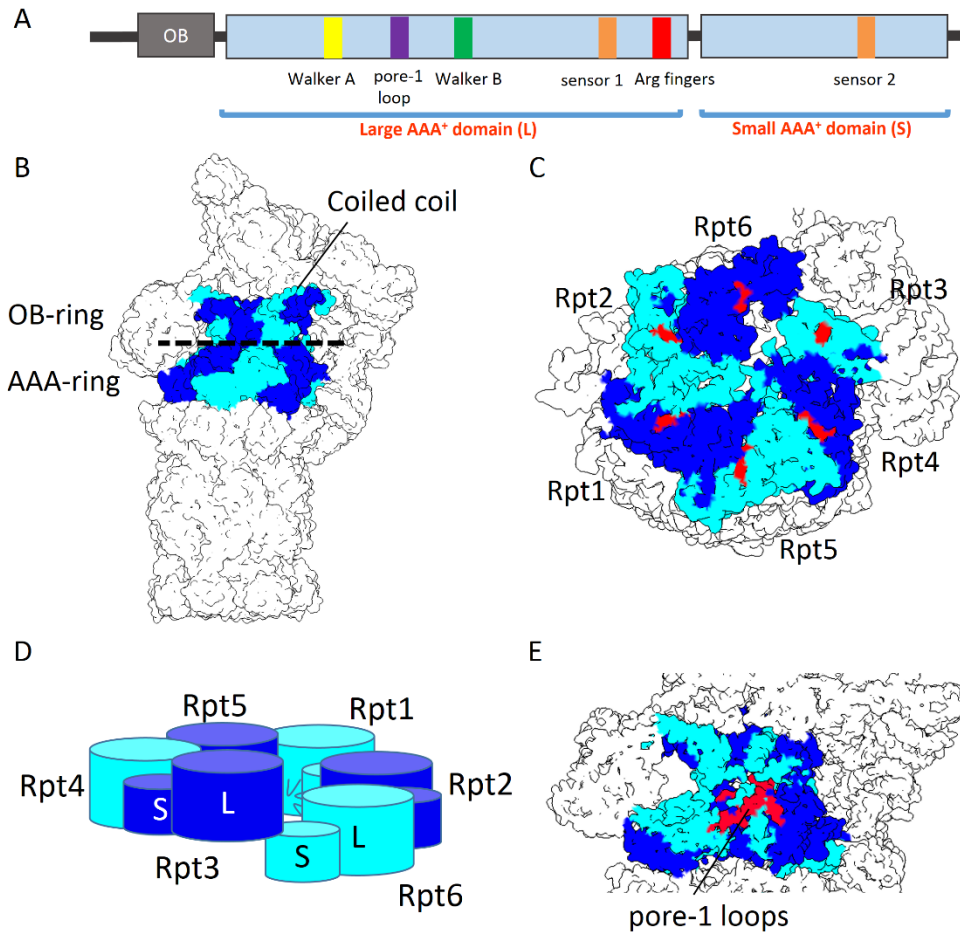 A
OB
Walker A
pore-1
loop
Walker B
sensor 1
Arg fingers
sensor 2
Large AAA⁺ domain (L)
Small AAA⁺ domain (S)
B
Coiled coil
OB-ring
AAA-ring
C
Rpt6
Rpt2
Rpt3
Rpt1
Rpt4
Rpt5
D
Rpt5
Rpt1
Rpt4
Rpt2
S
L
Rpt3
S
L
Rpt6
E
pore-1 loops